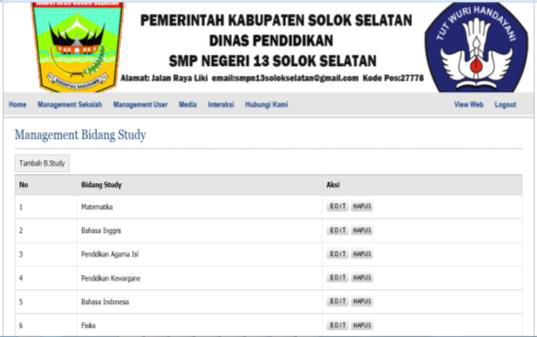 PEMERINTAH KABUPATEN SOLOK SELATAN
DINAS PENDIDIKAN
SMP NEGERI 13 SOLOK SELATAN
Alamat: Jalan Raya Liki email:smpn13solokselatan@gmail.com Kode Pos:27778
TUT WURI HANDAYANI
Home Management Sekolah Management User Media Interaksi Hubungi Kami View Web Logout
Management Bidang Study
Tambah B.Study
No Bidang Study Aksi
1 Matematika EDIT HAPUS
2 Bahasa Inggris EDIT HAPUS
3 Pendidikan Agama Isl EDIT HAPUS
4 Pendidikan Kewargane EDIT HAPUS
5 Bahasa Indonesia EDIT HAPUS
6 Fisika EDIT HAPUS